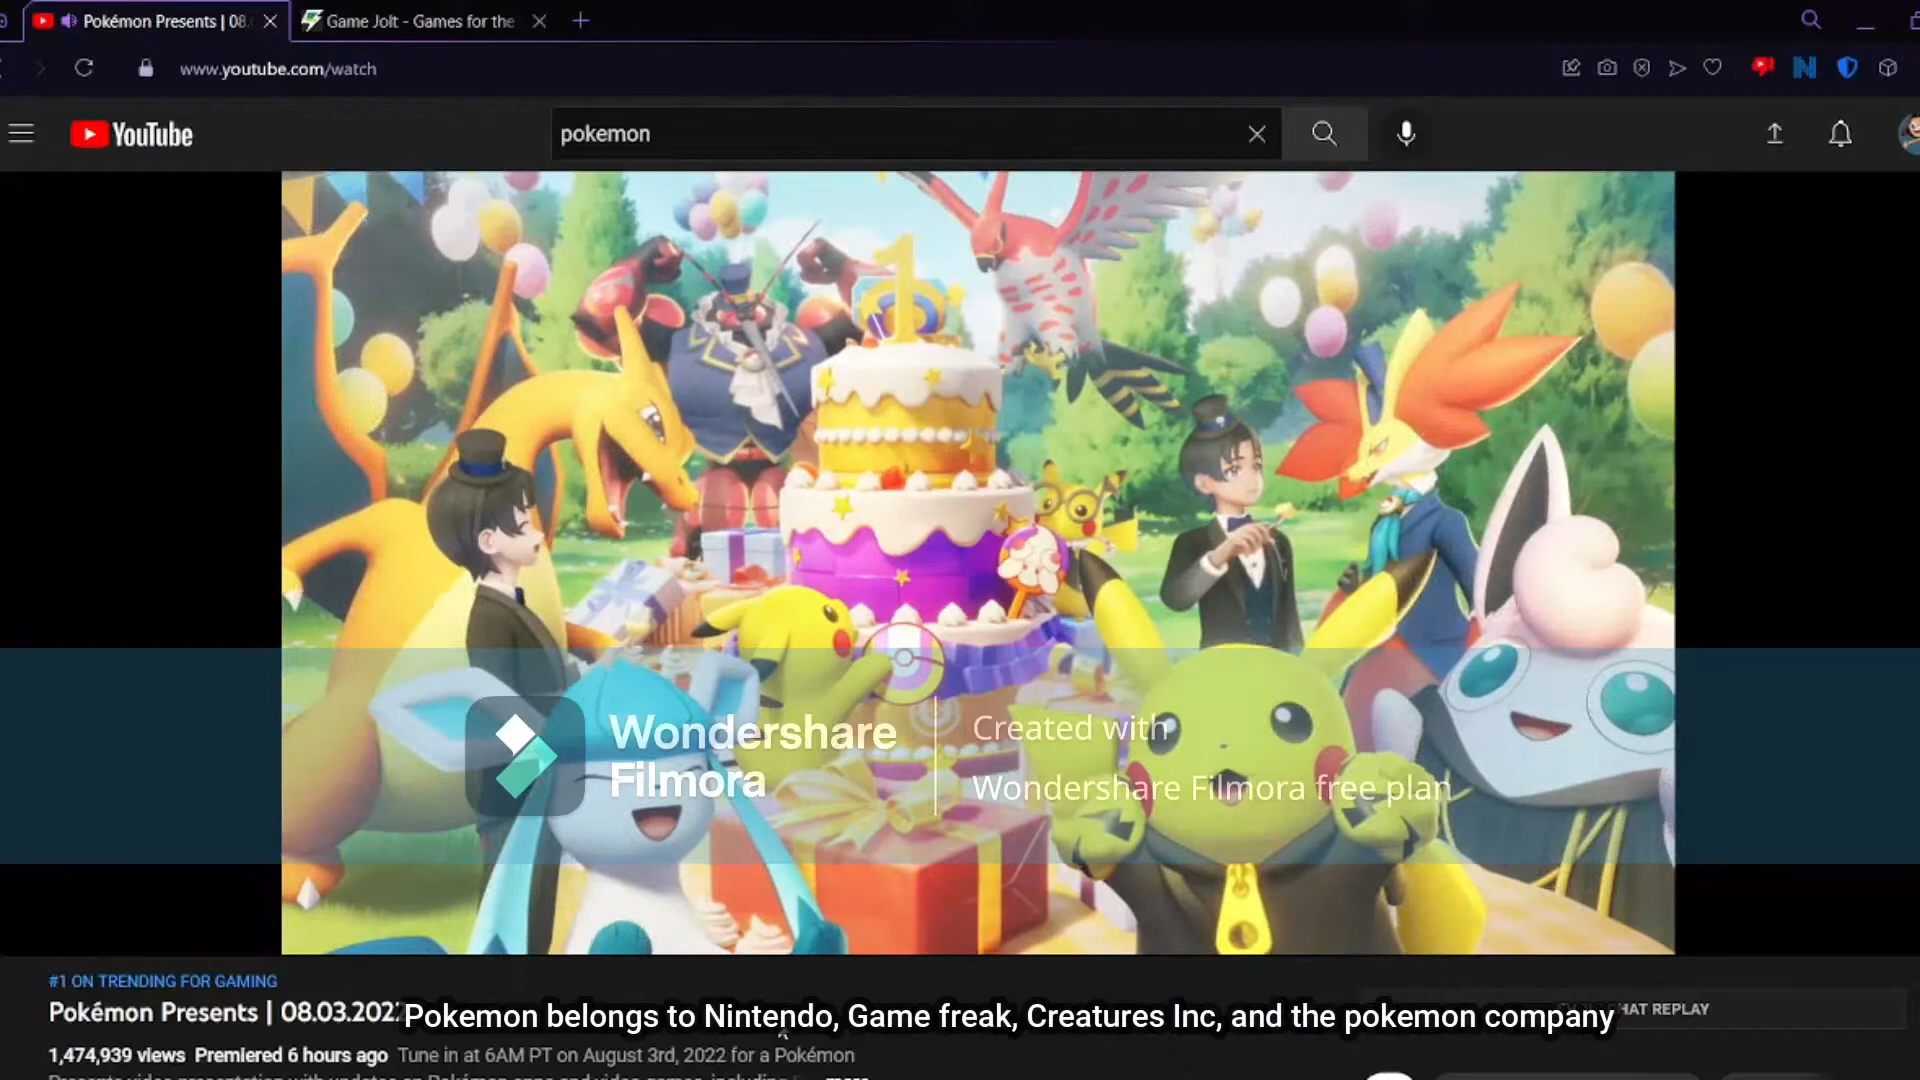 Pokémon Presents | 08.
Game Jolt - Games for the
www.youtube.com/watch
YouTube
pokemon
1
Wondershare
Filmora
Created with
Wondershare Filmora free plan
#1 ON TRENDING FOR GAMING
Pokémon Presents | 08.03.2022
HAT REPLAY
Pokemon belongs to Nintendo, Game freak, Creatures Inc, and the pokemon company
1,474,939 views Premiered 6 hours ago Tune in at 6AM PT on August 3rd, 2022 for a Pokémon